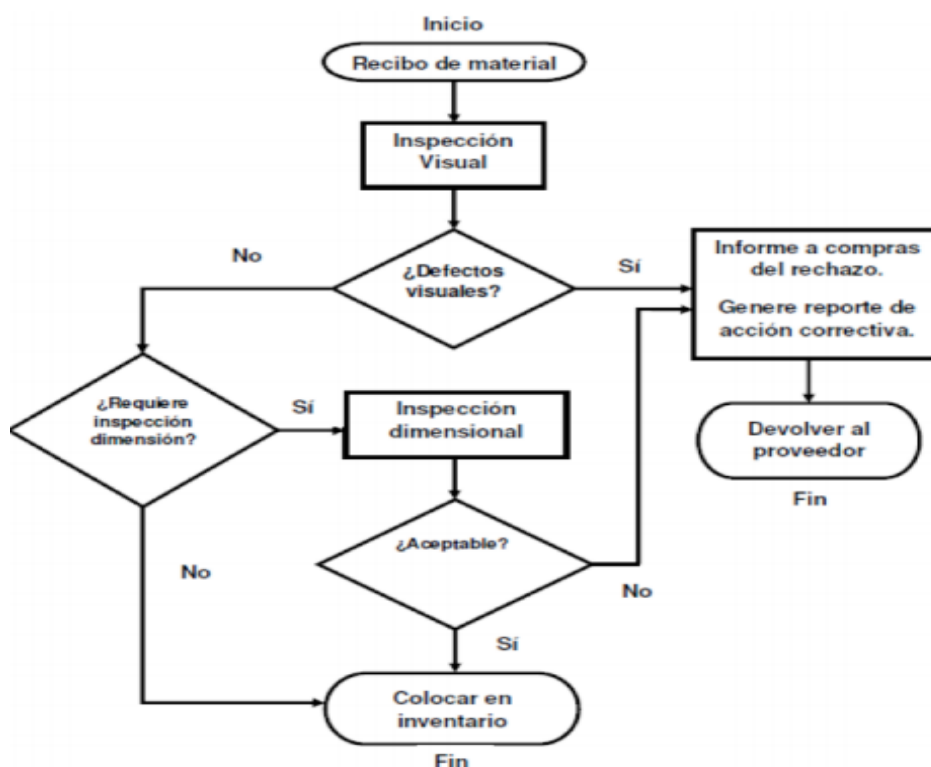 Inicio
Recibo de material
Inspección
Visual
No
¿Defectos
visuales?
Sí
Informe a compras
del rechazo.
Genere reporte de
acción correctiva.
¿Requiere
inspección
dimensión?
Sí
Inspección
dimensional
Devolver al
proveedor
Fin
¿Aceptable?
No
No
Sí
Colocar en
inventario
Fin